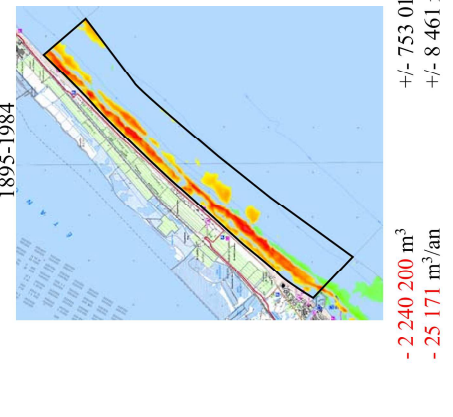 1895-1984
- 2 240 200 m³
- 25 171 m³/an
+/- 753 01
+/- 8 461